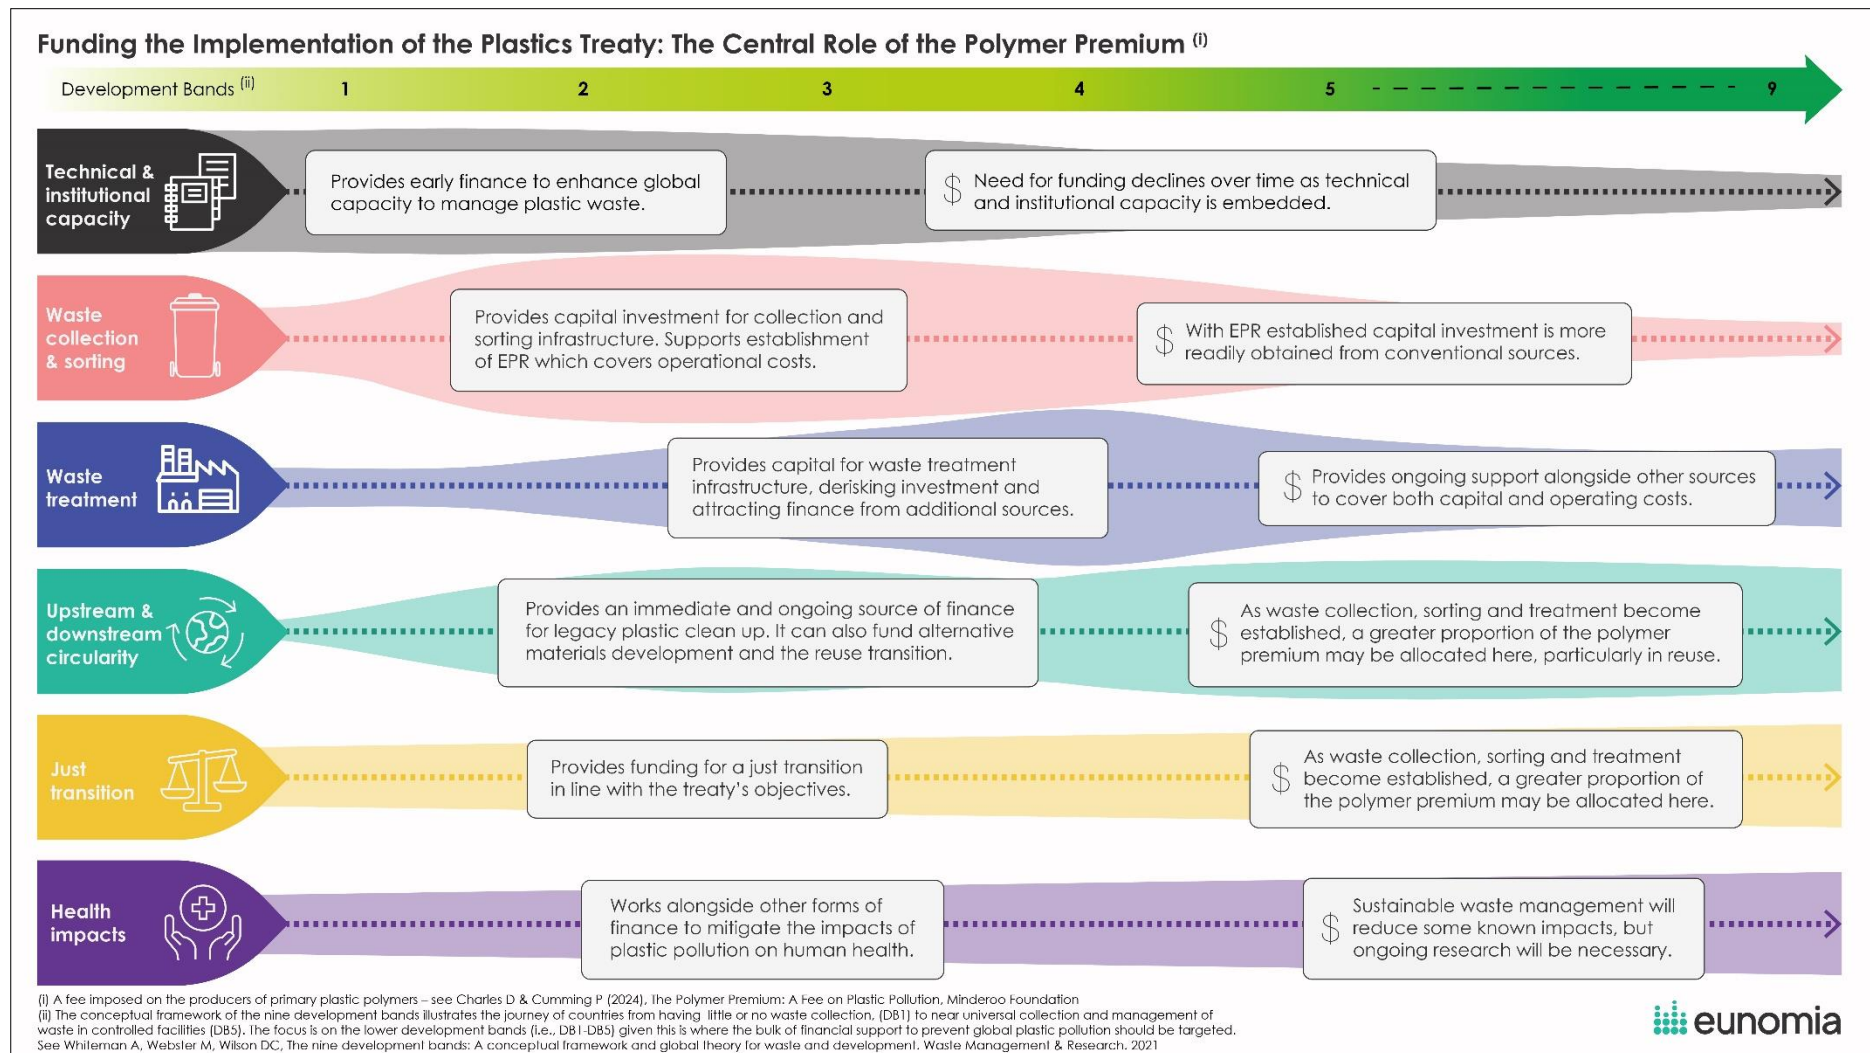 Funding the Implementation of the Plastics Treaty: The Central Role of the Polymer Premium (i)
Development Bands (ii) 1 2 3 4 5 9
Technical &
institutional
capacity
Provides early finance to enhance global
capacity to manage plastic waste.
$ Need for funding declines over time as technical
and institutional capacity is embedded.
Waste
collection
& sorting
Provides capital investment for collection and
sorting infrastructure. Supports establishment
of EPR which covers operational costs.
$ With EPR established capital investment is more
readily obtained from conventional sources.
Waste
treatment
Provides capital for waste treatment
infrastructure, derisking investment and
attracting finance from additional sources.
$ Provides ongoing support alongside other sources
to cover both capital and operating costs.
Upstream &
downstream
circularity
Provides an immediate and ongoing source of finance
for legacy plastic clean up. It can also fund alternative
materials development and the reuse transition.
$ As waste collection, sorting and treatment become
established, a greater proportion of the polymer
premium may be allocated here, particularly in reuse.
Just
transition
Provides funding for a just transition
in line with the treaty's objectives.
$ As waste collection, sorting and treatment
become established, a greater proportion of
the polymer premium may be allocated here.
Health
impacts
Works alongside other forms of
finance to mitigate the impacts of
plastic pollution on human health.
$ Sustainable waste management will
reduce some known impacts, but
ongoing research will be necessary.
(i) A fee imposed on the producers of primary plastic polymers – see Charles D & Cumming P (2024), The Polymer Premium: A Fee on Plastic Pollution, Minderoo Foundation
(ii) The conceptual framework of the nine development bands illustrates the journey of countries from having little or no waste collection, (DB1) to near universal collection and management of
waste in controlled facilities (DB5). The focus is on the lower development bands (i.e., DB1-DB5) given this is where the bulk of financial support to prevent global plastic pollution should be targeted.
See Whiteman A, Webster M, Wilson DC, The nine development bands: A conceptual framework and global theory for waste and development. Waste Management & Research. 2021
eunomia